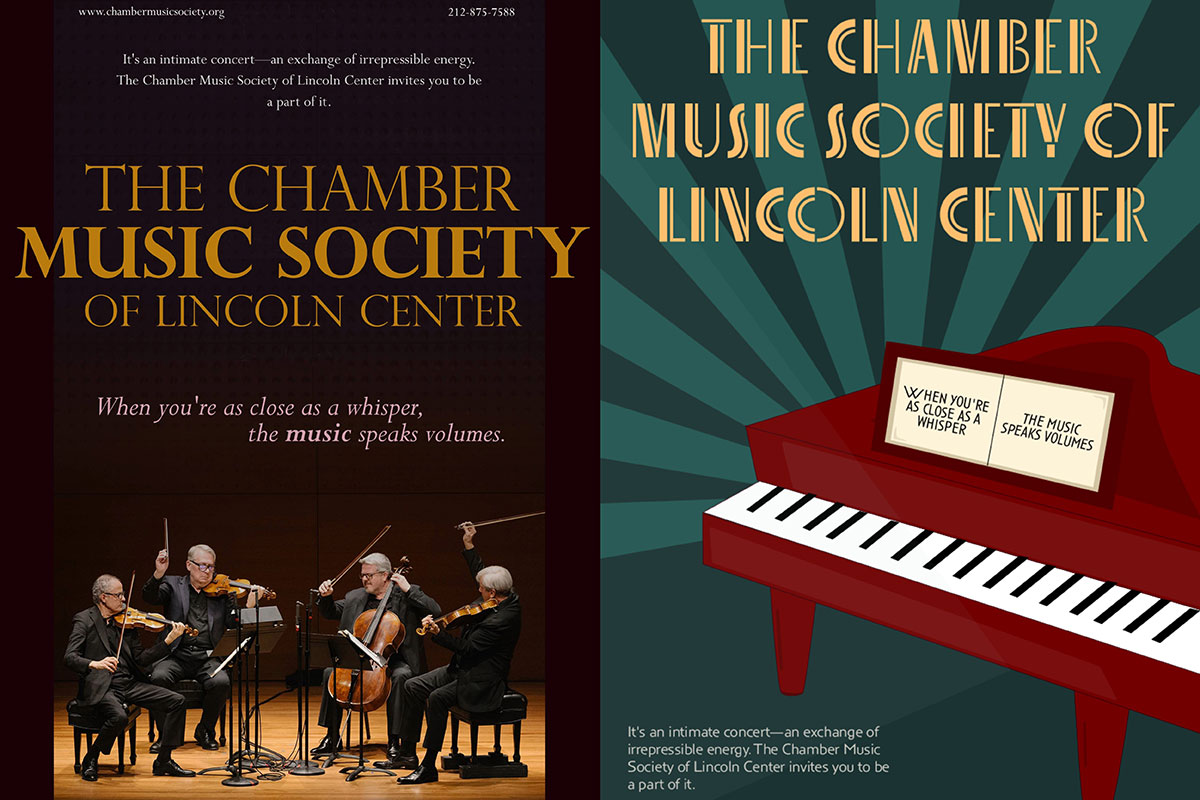 www.chambermusicsociety.org
212-875-7588
It's an intimate concert—an exchange of irrepressible energy.
The Chamber Music Society of Lincoln Center invites you to be
a part of it.
THE CHAMBER
MUSIC SOCIETY
OF LINCOLN CENTER
When you're as close as a whisper,
the music speaks volumes.
THE CHAMBER
MUSIC SOCIETY OF
LINCOLN CENTER
WHEN YOU'RE
AS CLOSE AS A
WHISPER
THE MUSIC
SPEAKS VOLUMES
It's an intimate concert—an exchange of
irrepressible energy. The Chamber Music
Society of Lincoln Center invites you to be
a part of it.